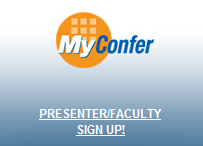 MyConfer
PRESENTER/FACULTY
SIGN UP!